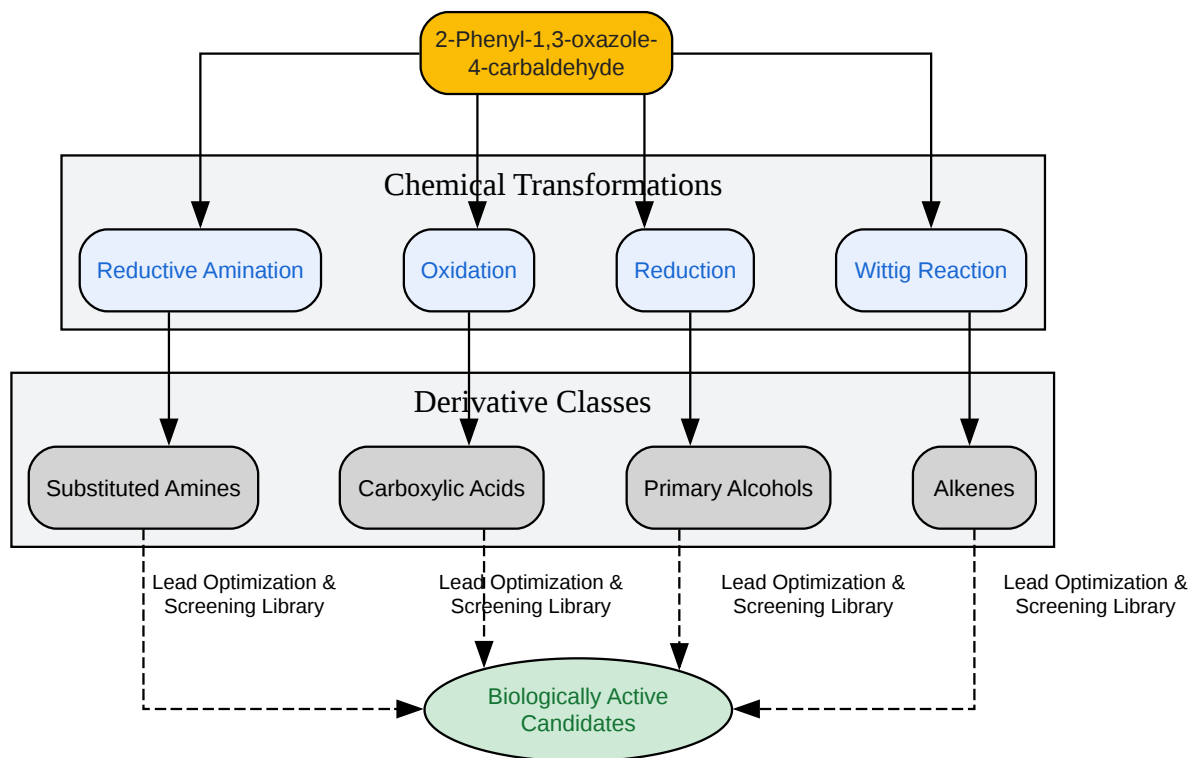 2-Phenyl-1,3-oxazole-
4-carbaldehyde
Chemical Transformations
Reductive Amination
Oxidation
Reduction
Wittig Reaction
Derivative Classes
Substituted Amines
Carboxylic Acids
Primary Alcohols
Alkenes
Lead Optimization &
Screening Library
Lead Optimization &
Screening Library
Lead Optimization &
Screening Library
Lead Optimization &
Screening Library
Biologically Active
Candidates